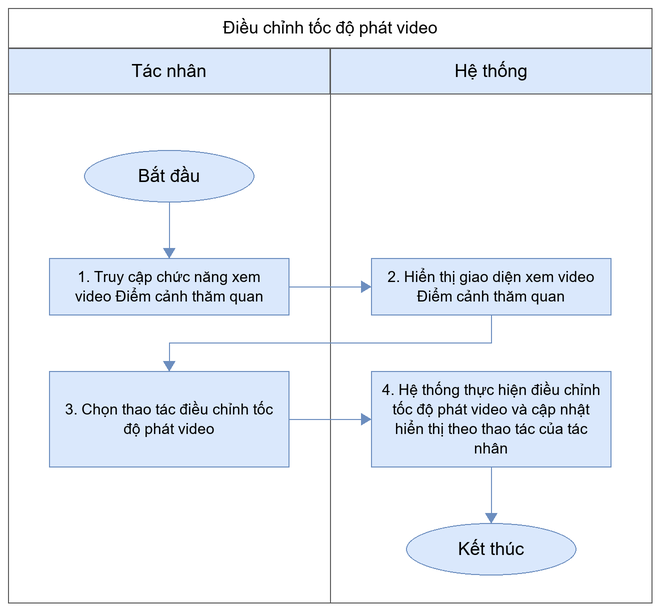 Điều chỉnh tốc độ phát video
Tác nhân
Hệ thống
Bắt đầu
1. Truy cập chức năng xem
video Điểm cảnh thăm quan
2. Hiển thị giao diện xem video
Điểm cảnh thăm quan
3. Chọn thao tác điều chỉnh tốc
độ phát video
4. Hệ thống thực hiện điều chỉnh
tốc độ phát video và cập nhật
hiển thị theo thao tác của tác
nhân
Kết thúc